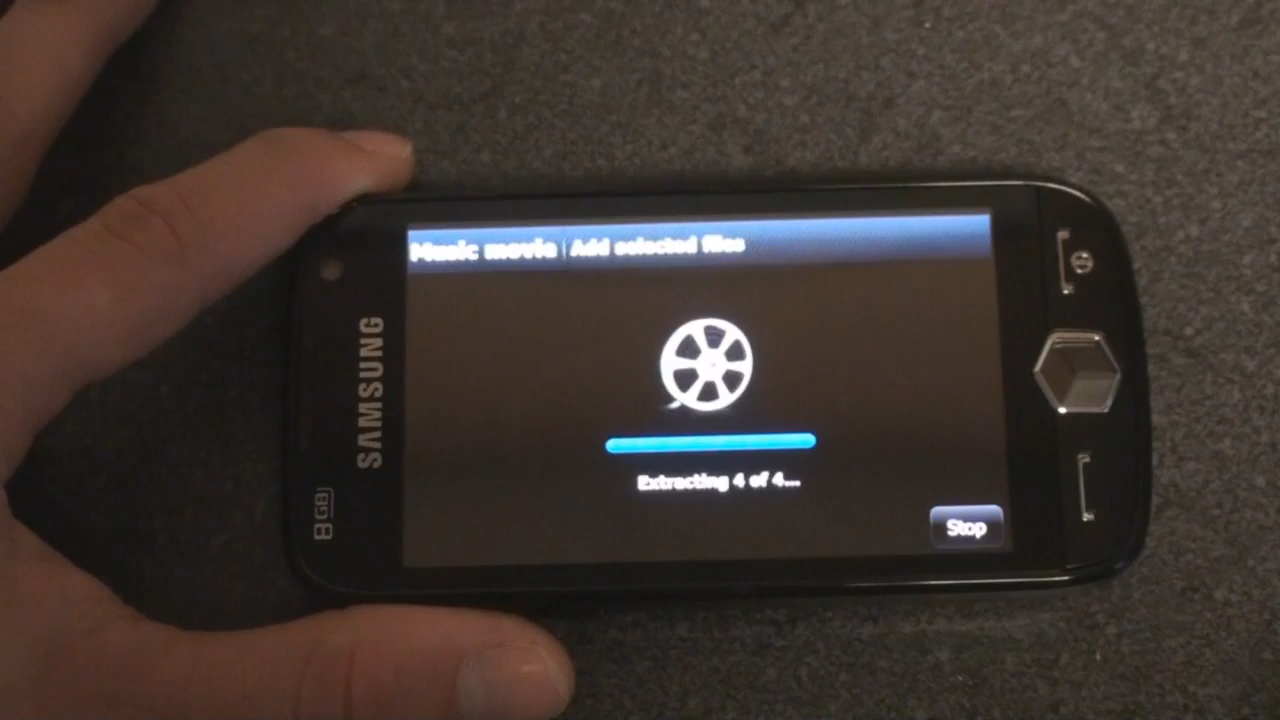 Music movie | Add selected files
SAMSUNG
Extracting 4 of 4...
8GB
Stop